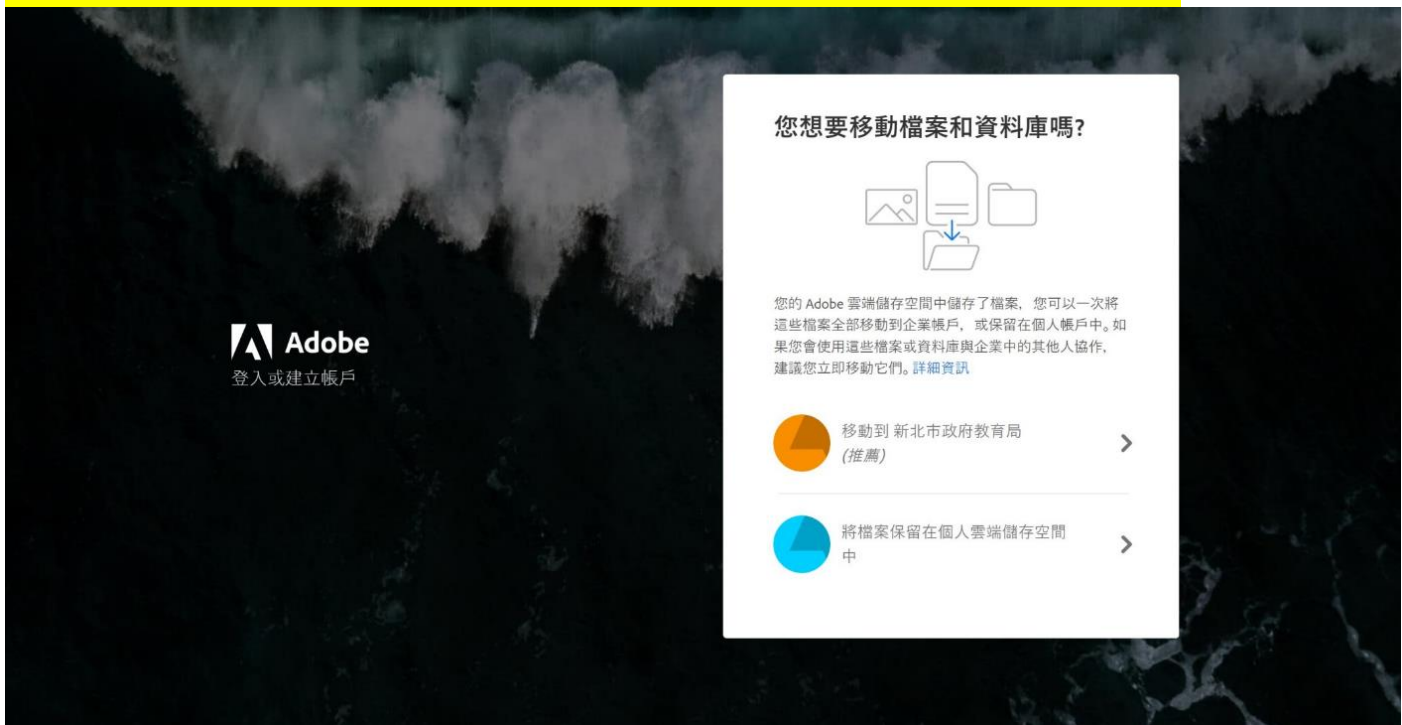 Adobe
登入或建立帳戶
您想要移動檔案和資料庫嗎?
您的 Adobe 雲端儲存空間中儲存了檔案，您可以一次將
這些檔案全部移動到企業帳戶，或保留在個人帳戶中。如
果您會使用這些檔案或資料庫與企業中的其他人協作，
建議您立即移動它們。詳細資訊
移動到 新北市政府教育局
(推薦)
將檔案保留在個人雲端儲存空間
中